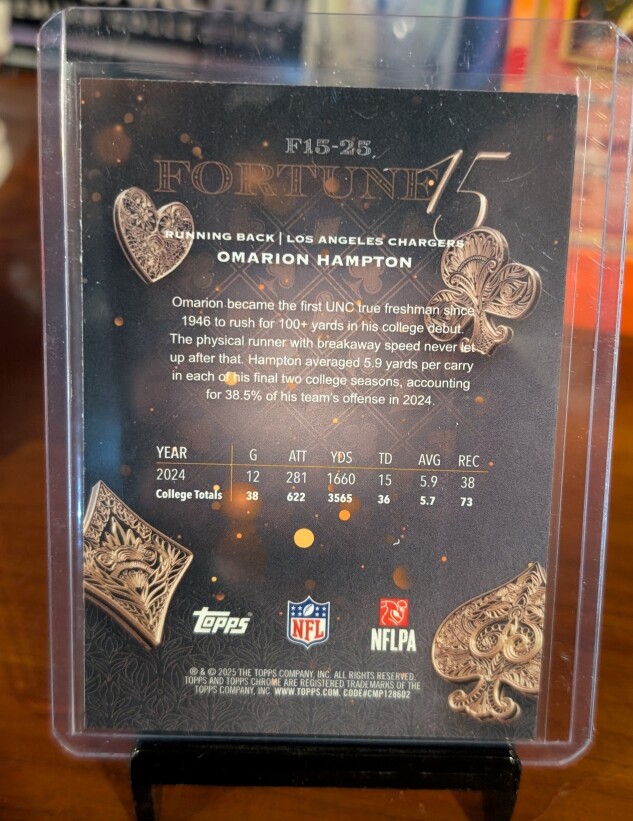 F15-25
FORTUNE 15
RUNNING BACK | LOS ANGELES CHARGERS
OMARION HAMPTON
Omarion became the first UNC true freshman since
1946 to rush for 100+ yards in his college debut.
The physical runner with breakaway speed never let
up after that. Hampton averaged 5.9 yards per carry
in each of his final two college seasons, accounting
for 38.5% of his team's offense in 2024.
YEAR G ATT YDS TD AVG REC
2024 12 281 1660 15 5.9 38
College Totals 38 622 3565 36 5.7 73
topps NFL NFLPA
® & © 2025 THE TOPPS COMPANY, INC. ALL RIGHTS RESERVED.
TOPPS AND TOPPS CHROME ARE REGISTERED TRADEMARKS OF THE
TOPPS COMPANY, INC. WWW.TOPPS.COM. CODE#CMP128602